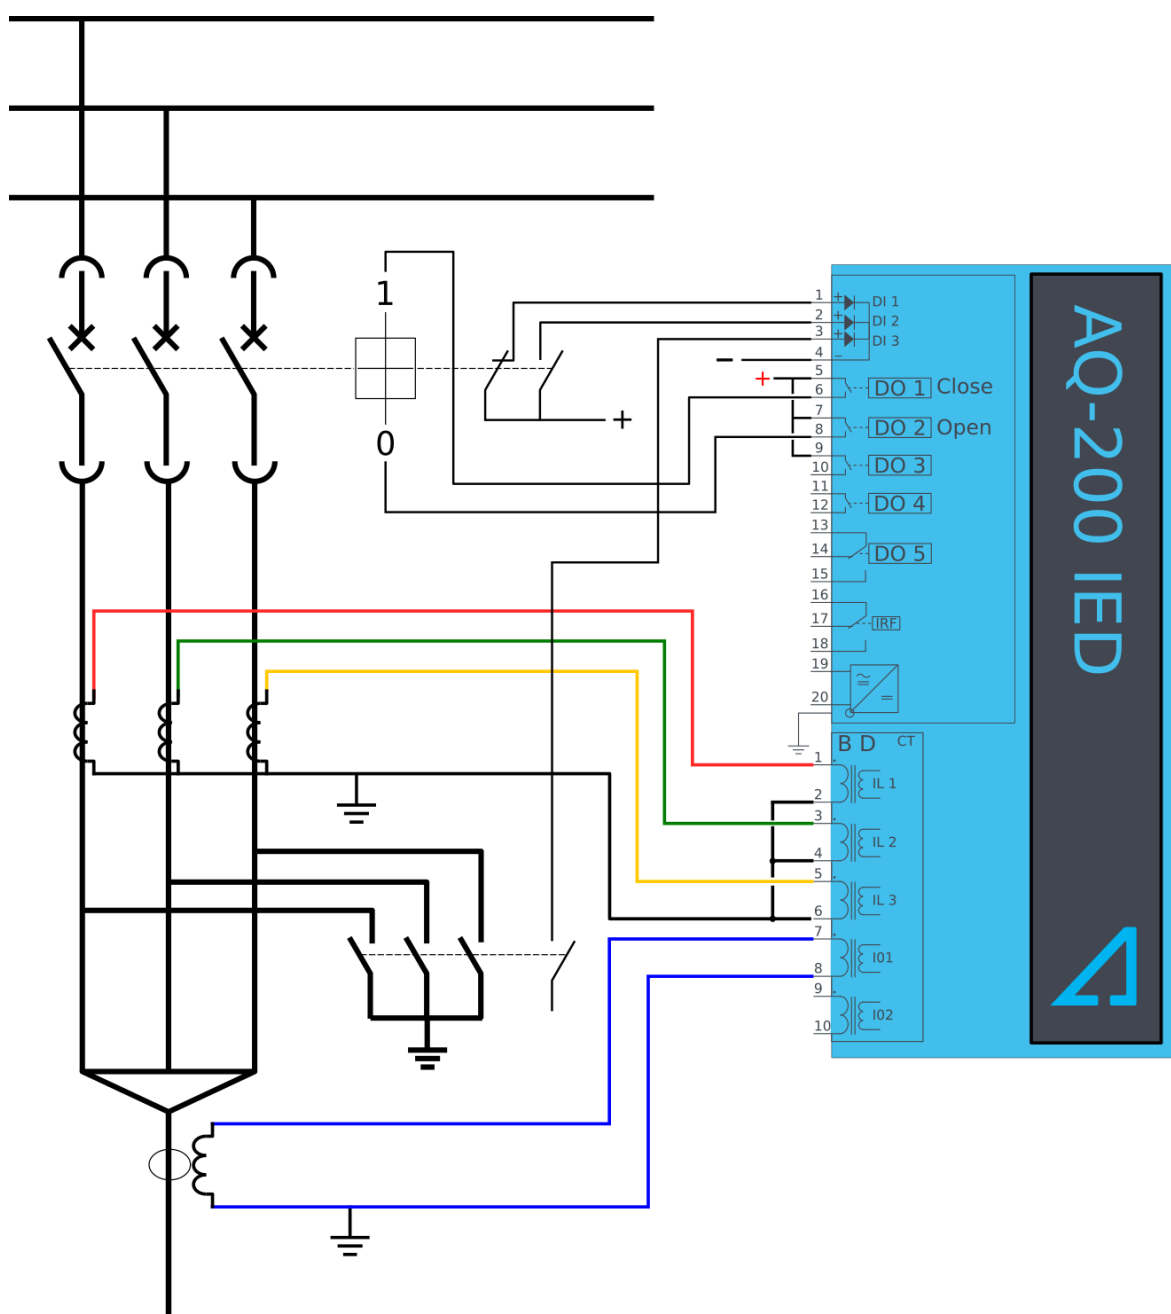 1
0
+
−
+
1 + DI 1
2 + DI 2
3 + DI 3
4 −
5
6 DO 1 Close
7
8 DO 2 Open
9
10 DO 3
11
12 DO 4
13
14 DO 5
15
16
17 IRF
18
19
20
B D CT
1
IL 1
2
3
IL 2
4
5
IL 3
6
7
I01
8
9
I02
10
AQ-200 IED